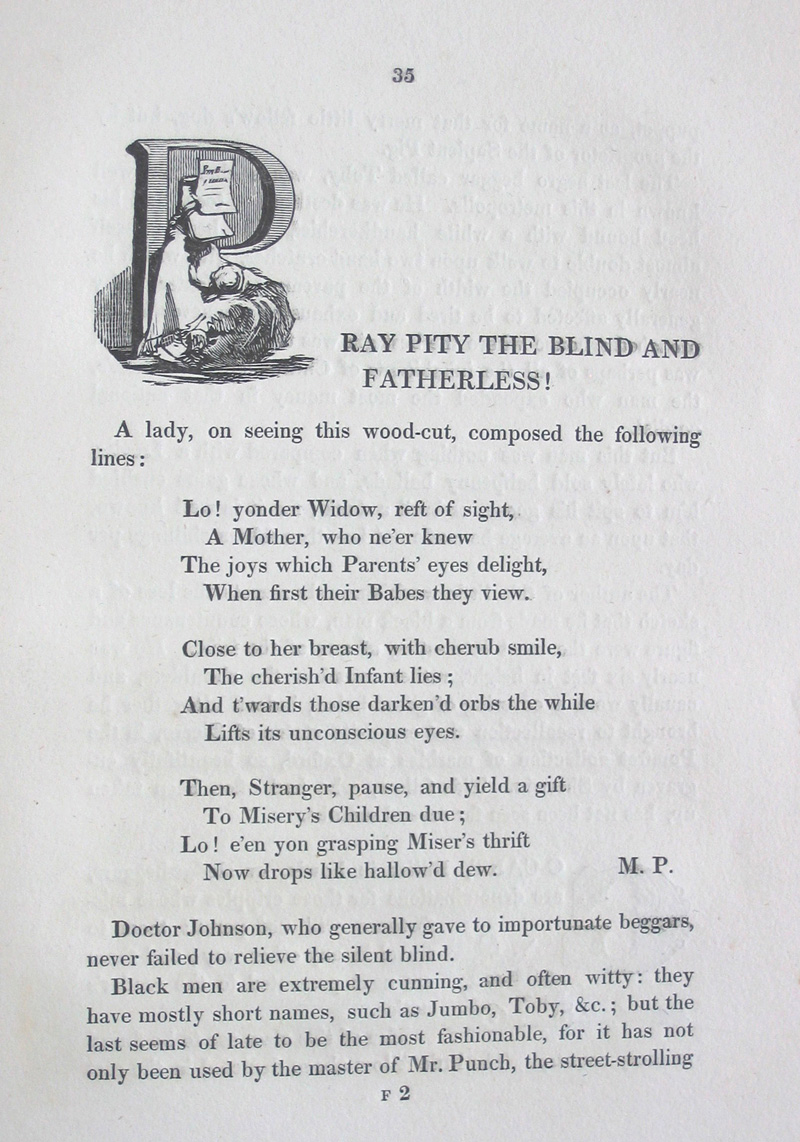 35
P
RAY PITY THE BLIND AND
FATHERLESS!
A lady, on seeing this wood-cut, composed the following
lines:
Lo! yonder Widow, reft of sight,
A Mother, who ne'er knew
The joys which Parents' eyes delight,
When first their Babes they view.
Close to her breast, with cherub smile,
The cherish'd Infant lies;
And t'wards those darken'd orbs the while
Lifts its unconscious eyes.
Then, Stranger, pause, and yield a gift
To Misery's Children due;
Lo! e'en yon grasping Miser's thrift
Now drops like hallow'd dew. M. P.
Doctor Johnson, who generally gave to importunate beggars,
never failed to relieve the silent blind.
Black men are extremely cunning, and often witty: they
have mostly short names, such as Jumbo, Toby, &c.; but the
last seems of late to be the most fashionable, for it has not
only been used by the master of Mr. Punch, the street-strolling
F 2